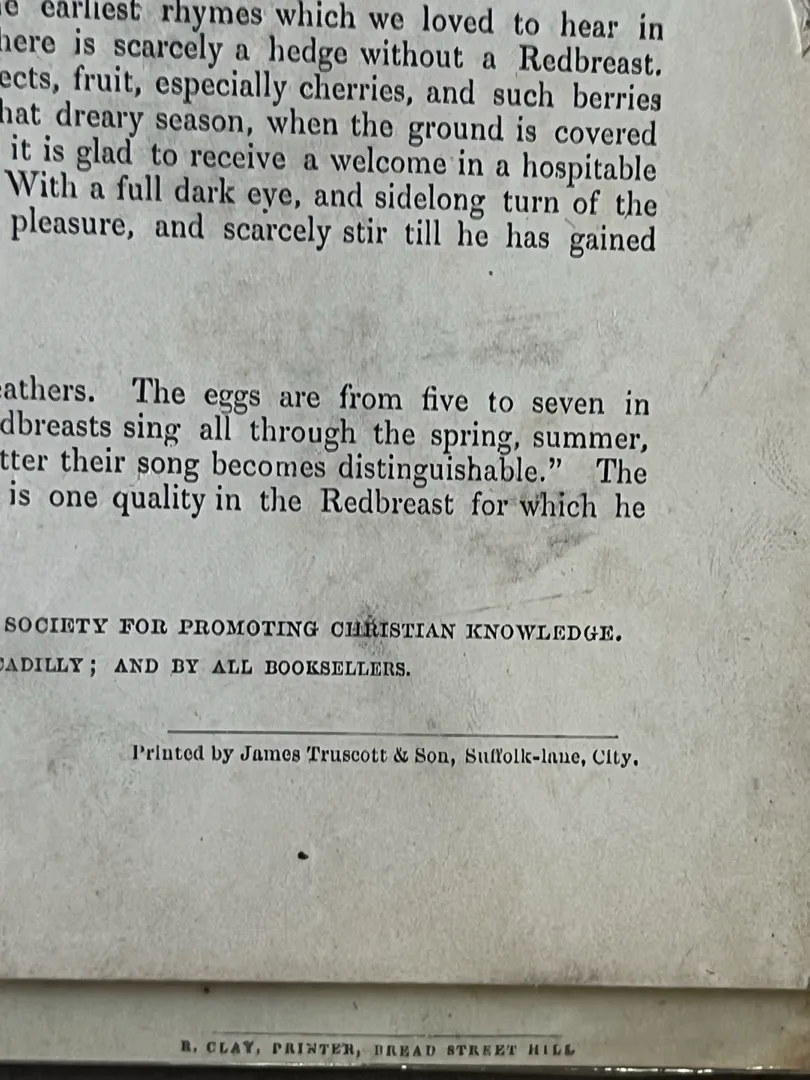 e earliest rhymes which we loved to hear in
here is scarcely a hedge without a Redbreast.
ects, fruit, especially cherries, and such berries
hat dreary season, when the ground is covered
it is glad to receive a welcome in a hospitable
With a full dark eye, and sidelong turn of the
pleasure, and scarcely stir till he has gained
eathers. The eggs are from five to seven in
dbreasts sing all through the spring, summer,
tter their song becomes distinguishable.” The
is one quality in the Redbreast for which he
SOCIETY FOR PROMOTING CHRISTIAN KNOWLEDGE.
CADILLY; AND BY ALL BOOKSELLERS.
Printed by James Truscott & Son, Suffolk-lane, City.
R. CLAY, PRINTER, BREAD STREET HILL